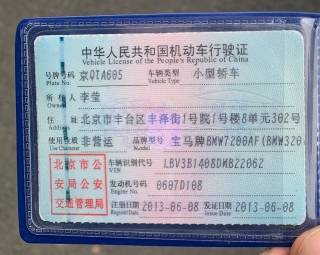 中华人民共和国机动车行驶证
Vehicle License of the People's Republic of China
号牌号码 京QTA605 车辆类型 小型轿车
Plate No. Vehicle Type
所有人 李莹
Owner
住址 北京市丰台区丰泽街1号院1号楼8单元302号
Address
使用性质 非营运 品牌型号 宝马牌BMW7200AF(BMW320
Use Character Model
北京市公 车辆识别代号 LBV3B1408DMB22062
VIN
安局公安 发动机号码 0607D108
Engine No.
交通管理局 注册日期 2013-06-08 发证日期 2013-06-08
Register Date Issue Date